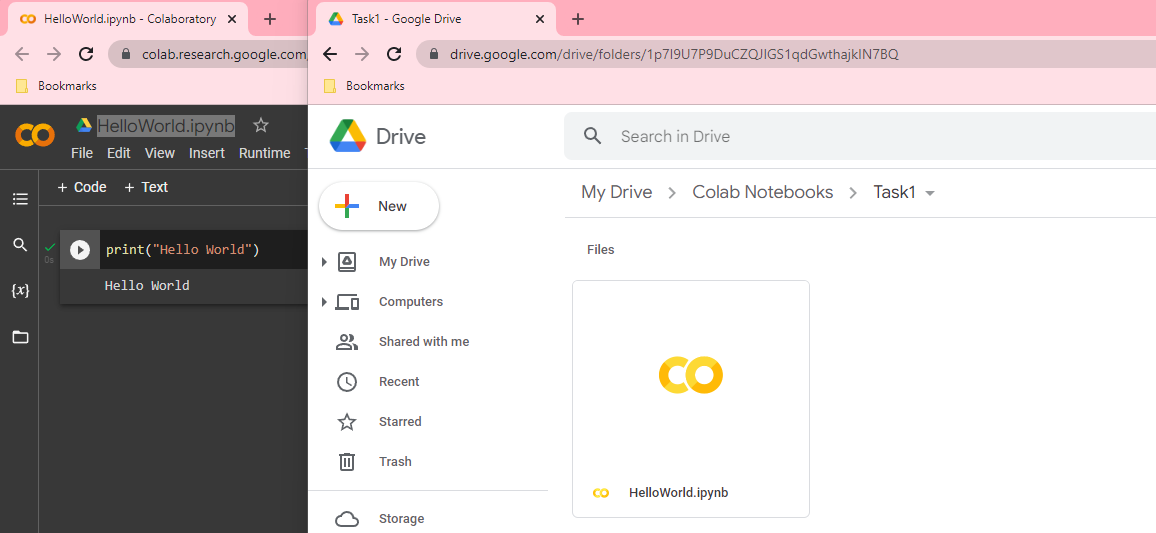 HelloWorld.ipynb - Colaboratory
colab.research.google.com
Bookmarks
HelloWorld.ipynb
File Edit View Insert Runtime
+ Code + Text
print("Hello World")
0s
{x}
Hello World
Task1 - Google Drive
drive.google.com/drive/folders/1p7I9U7P9DuCZQJIGS1qdGwthajkIN7BQ
Bookmarks
Drive
Search in Drive
New
My Drive
Computers
Shared with me
Recent
Starred
Trash
Storage
My Drive > Colab Notebooks > Task1
Files
HelloWorld.ipynb